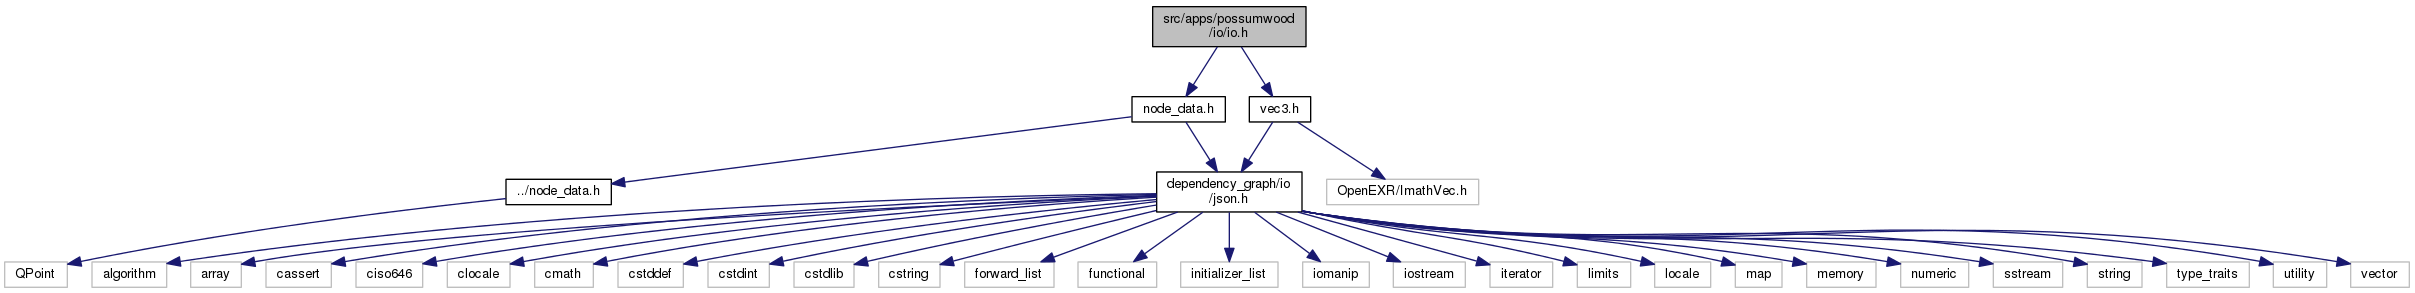 src/apps/possumwood
/io/io.h
node_data.h
vec3.h
../node_data.h
dependency_graph/io
/json.h
OpenEXR/ImathVec.h
QPoint
algorithm
array
cassert
ciso646
clocale
cmath
cstddef
cstdint
cstdlib
cstring
forward_list
functional
initializer_list
iomanip
iostream
iterator
limits
locale
map
memory
numeric
sstream
string
type_traits
utility
vector